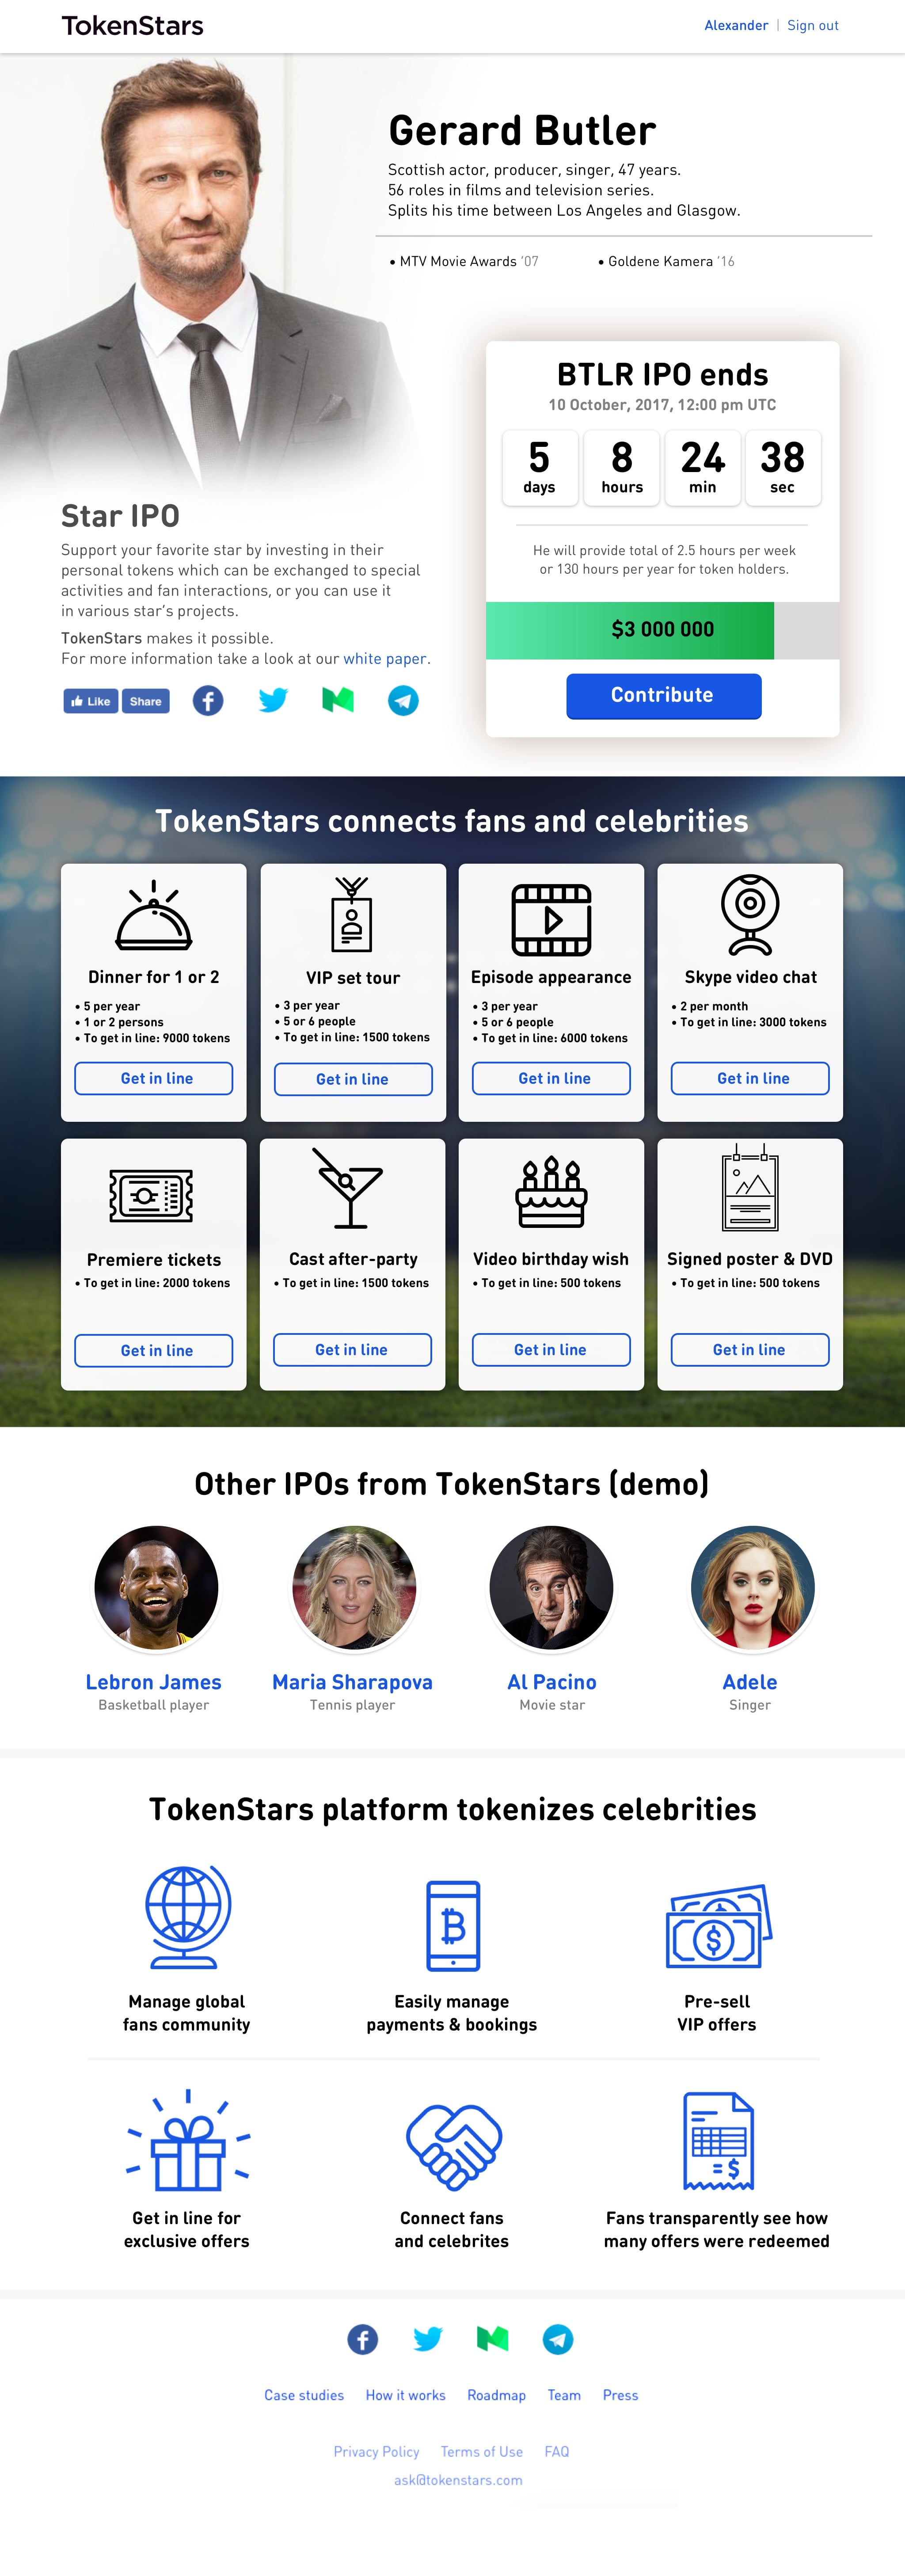 TokenStars
Alexander | Sign out
Gerard Butler
Scottish actor, producer, singer, 47 years.
56 roles in films and television series.
Splits his time between Los Angeles and Glasgow.
• MTV Movie Awards '07
• Goldene Kamera '16
BTLR IPO ends
10 October, 2017, 12:00 pm UTC
5 8 24 38
days hours min sec
He will provide total of 2.5 hours per week
or 130 hours per year for token holders.
$3 000 000
Contribute
Star IPO
Support your favorite star by investing in their
personal tokens which can be exchanged to special
activities and fan interactions, or you can use it
in various star's projects.
TokenStars makes it possible.
For more information take a look at our white paper.
Like Share
TokenStars connects fans and celebrities
Dinner for 1 or 2
• 5 per year
• 1 or 2 persons
• To get in line: 9000 tokens
Get in line
VIP set tour
• 3 per year
• 5 or 6 people
• To get in line: 1500 tokens
Get in line
Episode appearance
• 3 per year
• 5 or 6 people
• To get in line: 6000 tokens
Get in line
Skype video chat
• 2 per month
• To get in line: 3000 tokens
Get in line
Premiere tickets
• To get in line: 2000 tokens
Get in line
Cast after-party
• To get in line: 1500 tokens
Get in line
Video birthday wish
• To get in line: 500 tokens
Get in line
Signed poster & DVD
• To get in line: 500 tokens
Get in line
Other IPOs from TokenStars (demo)
Lebron James
Basketball player
Maria Sharapova
Tennis player
Al Pacino
Movie star
Adele
Singer
TokenStars platform tokenizes celebrities
Manage global
fans community
Easily manage
payments & bookings
Pre-sell
VIP offers
Get in line for
exclusive offers
Connect fans
and celebrites
Fans transparently see how
many offers were redeemed
Case studies How it works Roadmap Team Press
Privacy Policy Terms of Use FAQ
ask@tokenstars.com